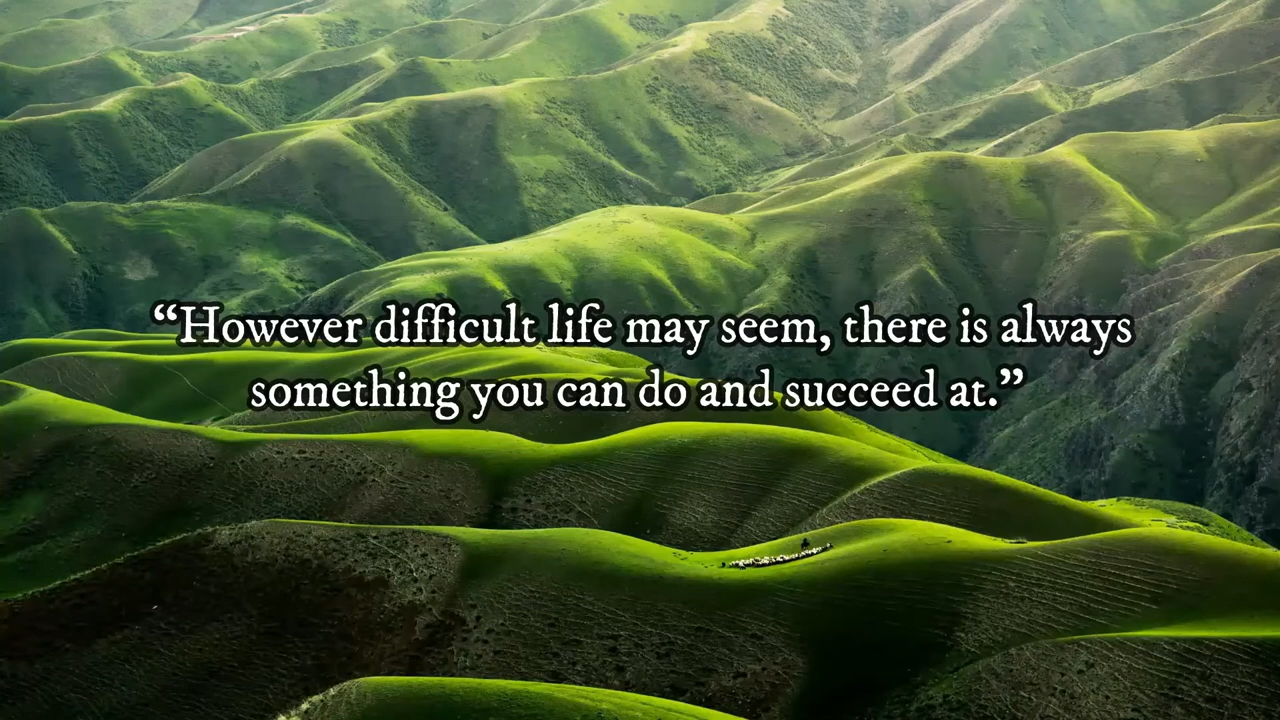 “However difficult life may seem, there is always
something you can do and succeed at.”